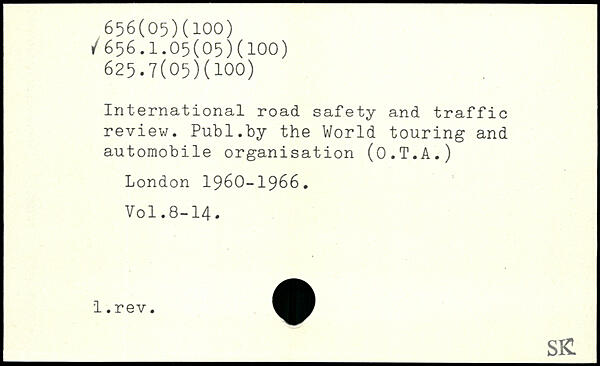 656(05)(100)
✓656.1.05(05)(100)
625.7(05)(100)
International road safety and traffic
review. Publ.by the World touring and
automobile organisation (O.T.A.)
London 1960-1966.
Vol.8-14.
1.rev.
SK